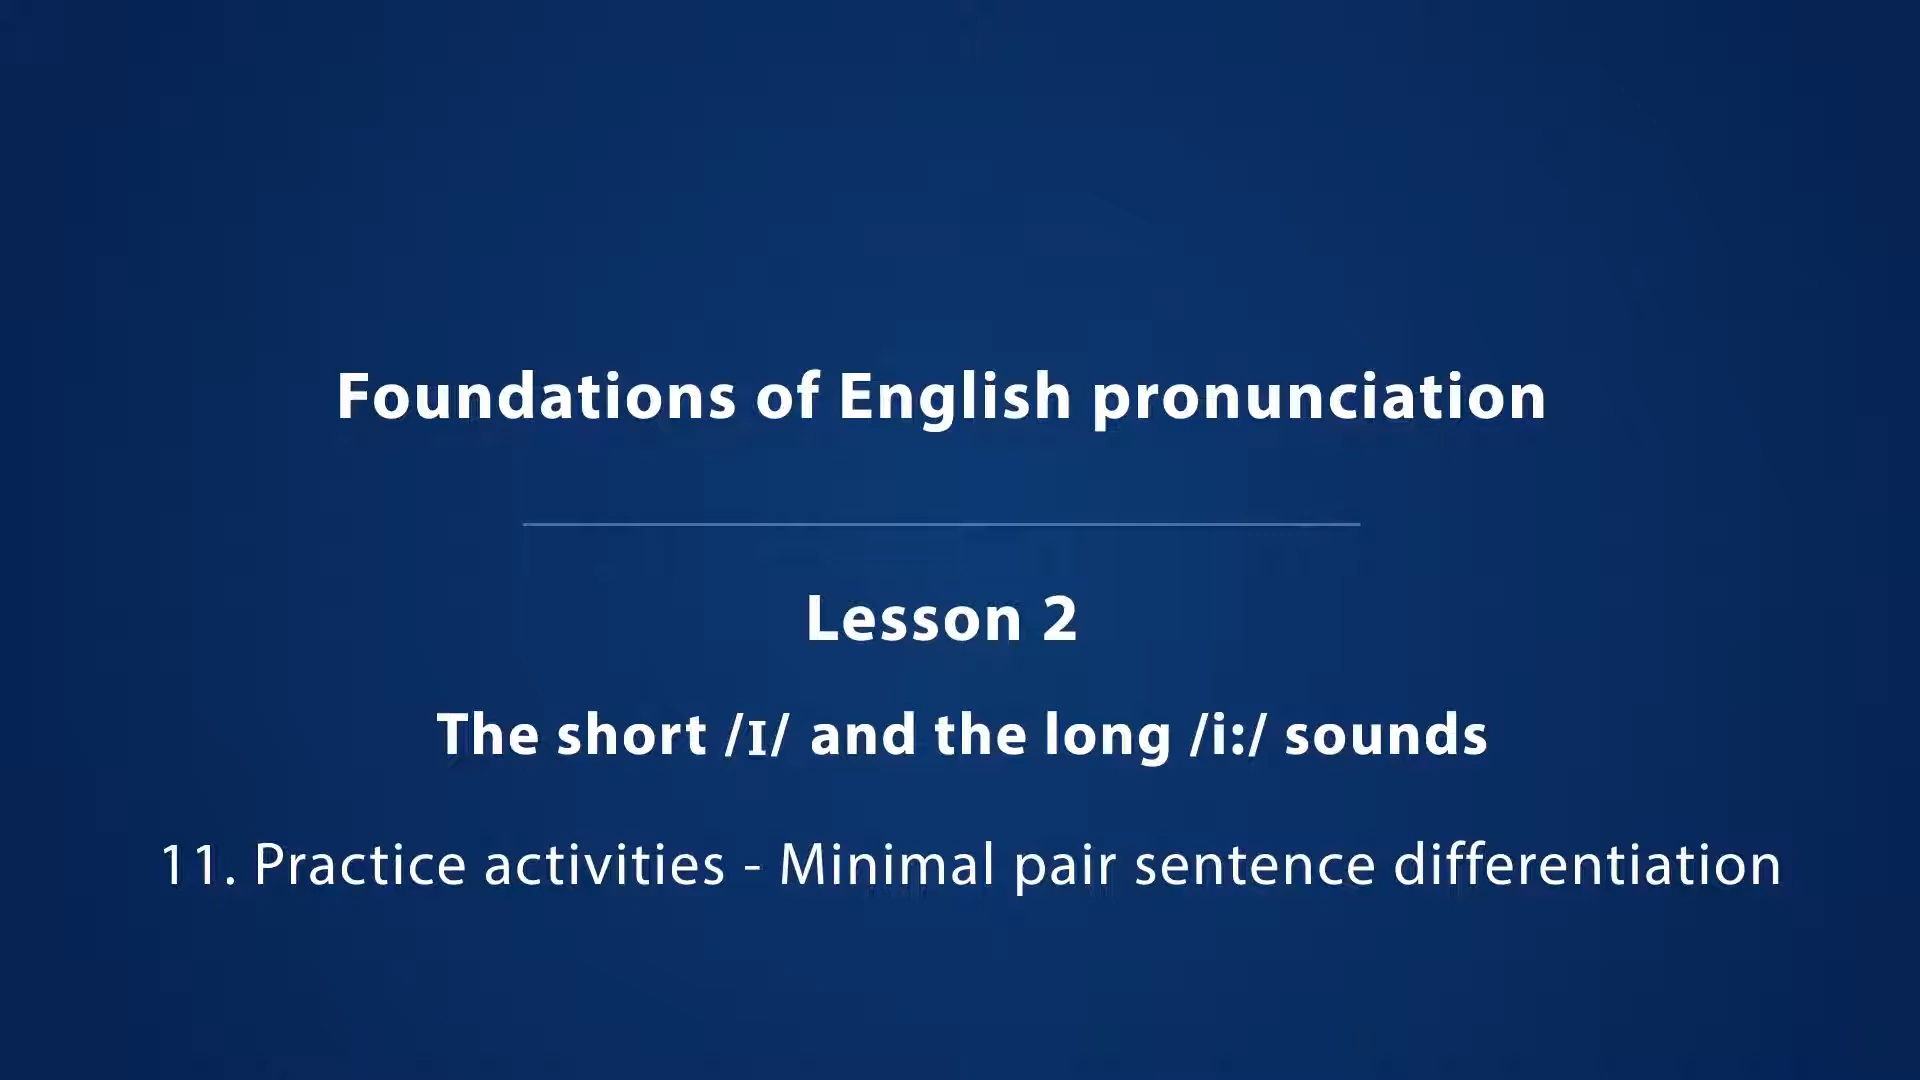 Foundations of English pronunciation
Lesson 2
The short /ɪ/ and the long /i:/ sounds
11. Practice activities - Minimal pair sentence differentiation